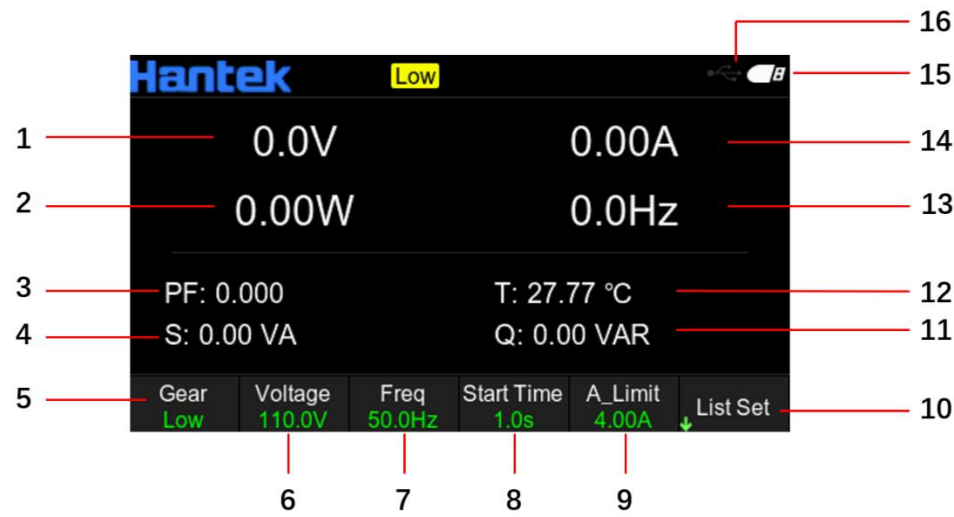 16
Hantek Low 15
1 0.0V 0.00A 14
2 0.00W 0.0Hz 13
3 PF: 0.000 T: 27.77 ℃ 12
4 S: 0.00 VA Q: 0.00 VAR 11
5 Gear Voltage Freq Start Time A_Limit List Set 10
Low 110.0V 50.0Hz 1.0s 4.00A
6 7 8 9